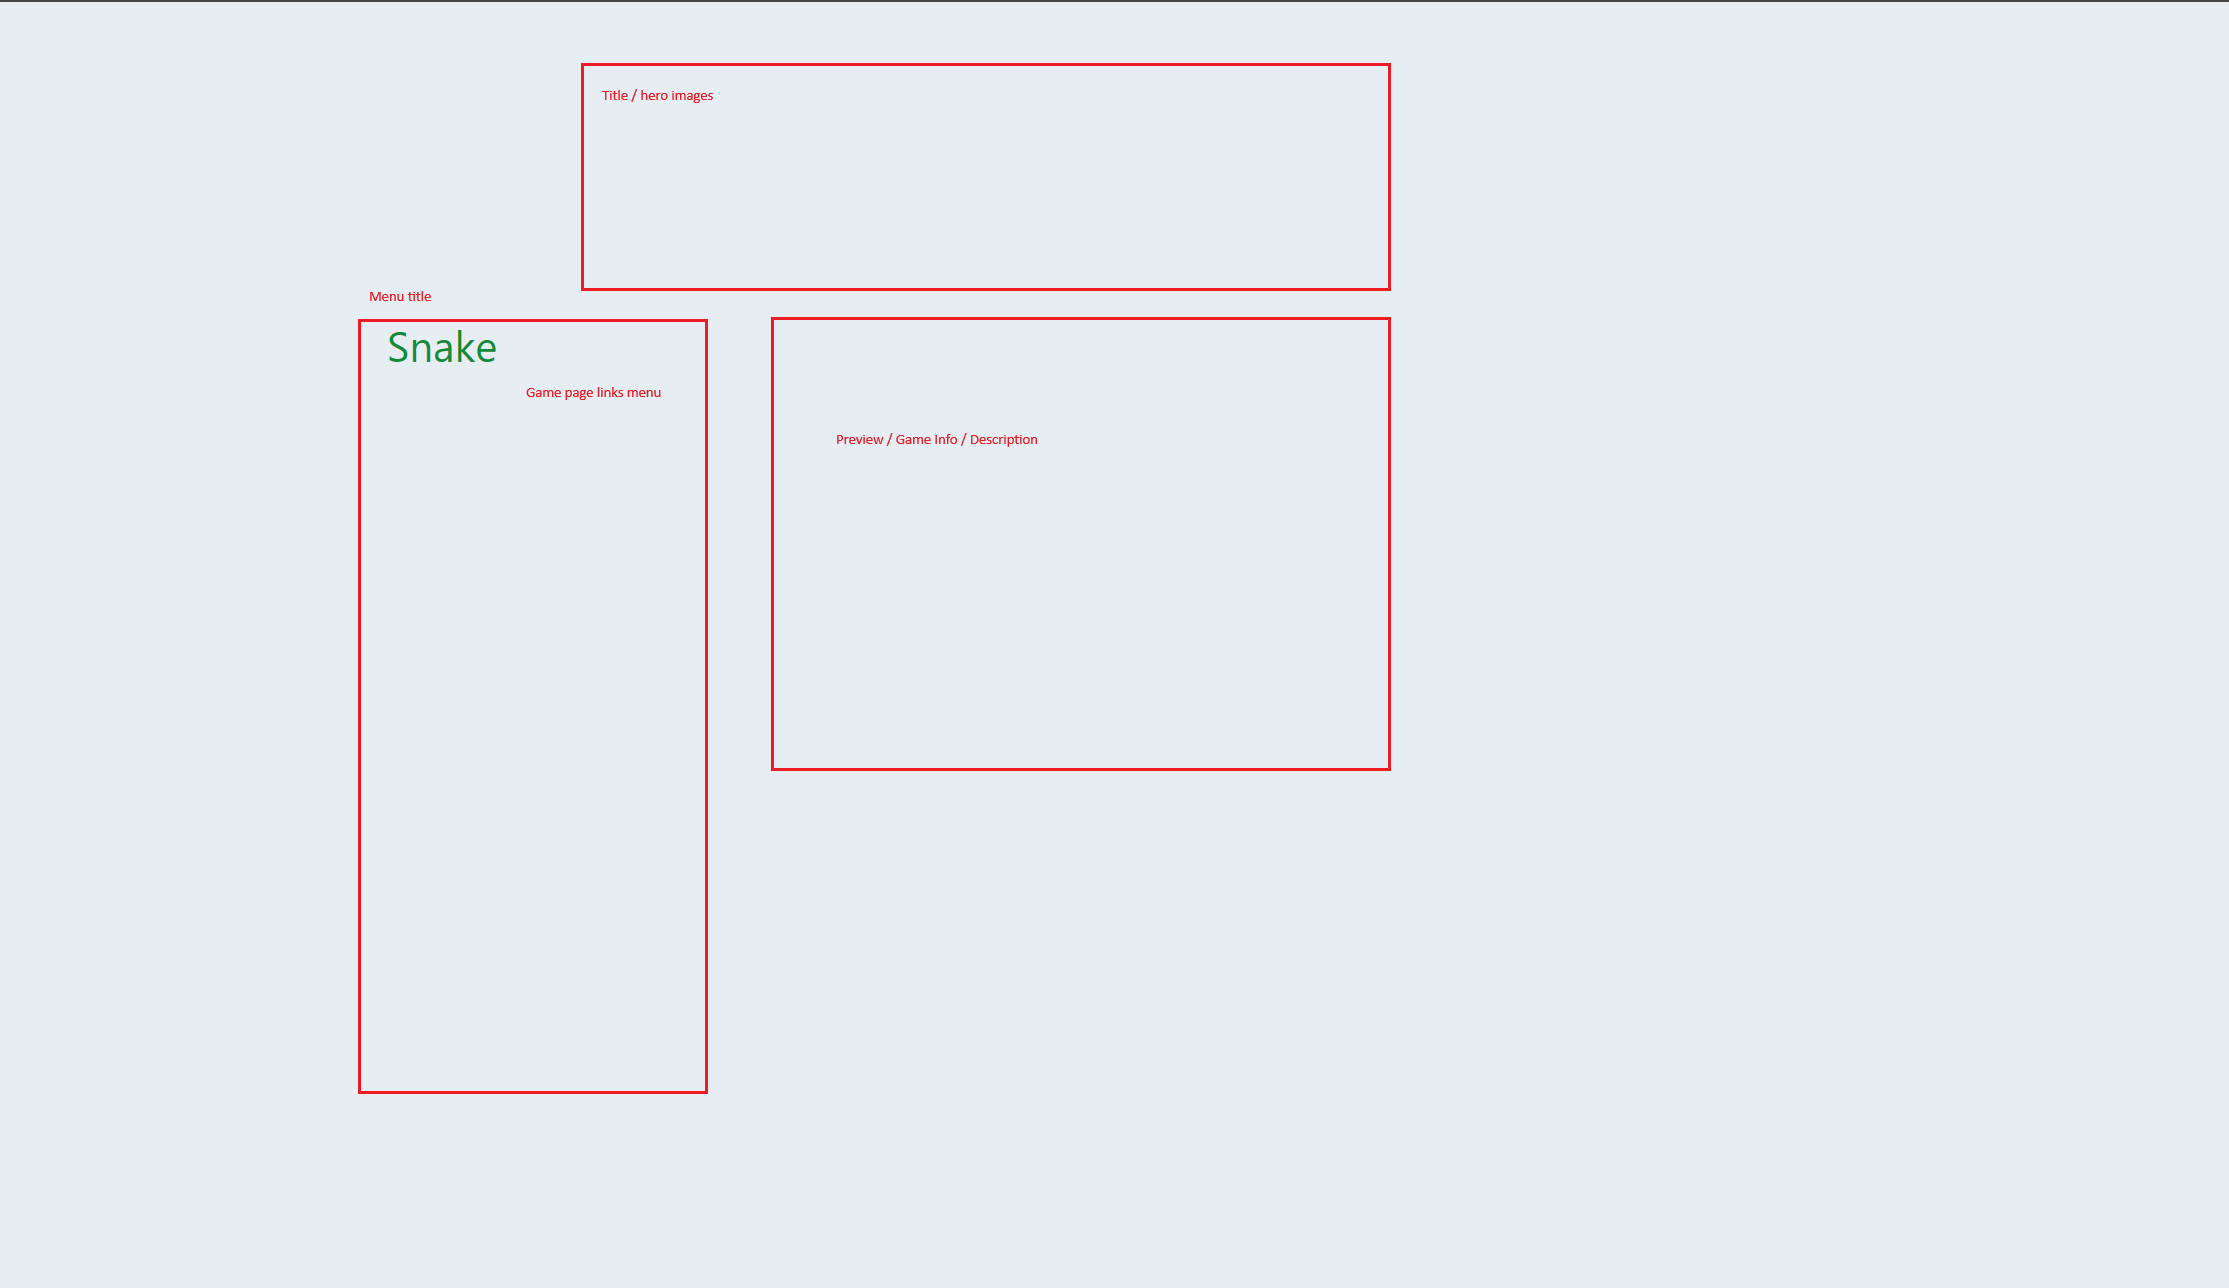 Title / hero images
Menu title
Snake
Game page links menu
Preview / Game Info / Description